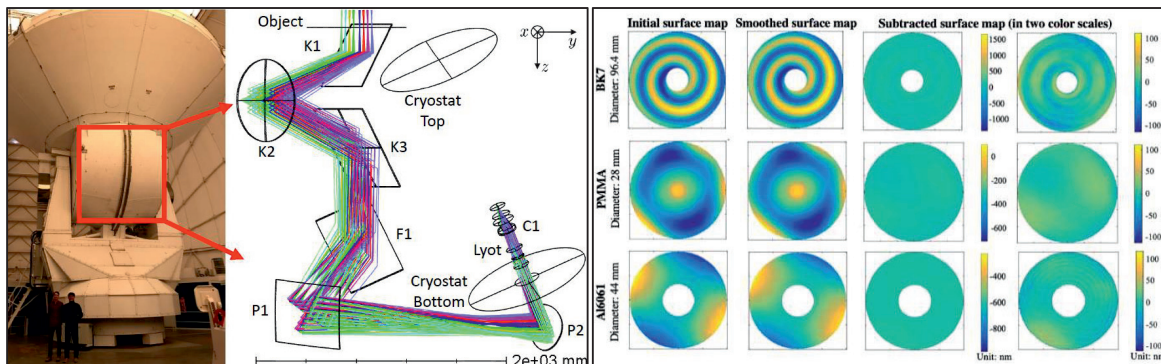 Object
K1
K2
K3
F1
P1
P2
C1
Lyot
Cryostat
Top
Cryostat
Bottom
x
y
z
2e+03 mm
Initial surface map Smoothed surface map Subtracted surface map (in two color scales)
BK7
Diameter: 96.4 mm
1500
1000
500
0
-500
-1000
100
50
0
-50
-100
PMMA
Diameter: 28 mm
0
-200
-400
-600
100
50
0
-50
-100
Al6061
Diameter: 44 mm
-400
-600
-800
100
50
0
-50
-100
Unit: nm
Unit: nm